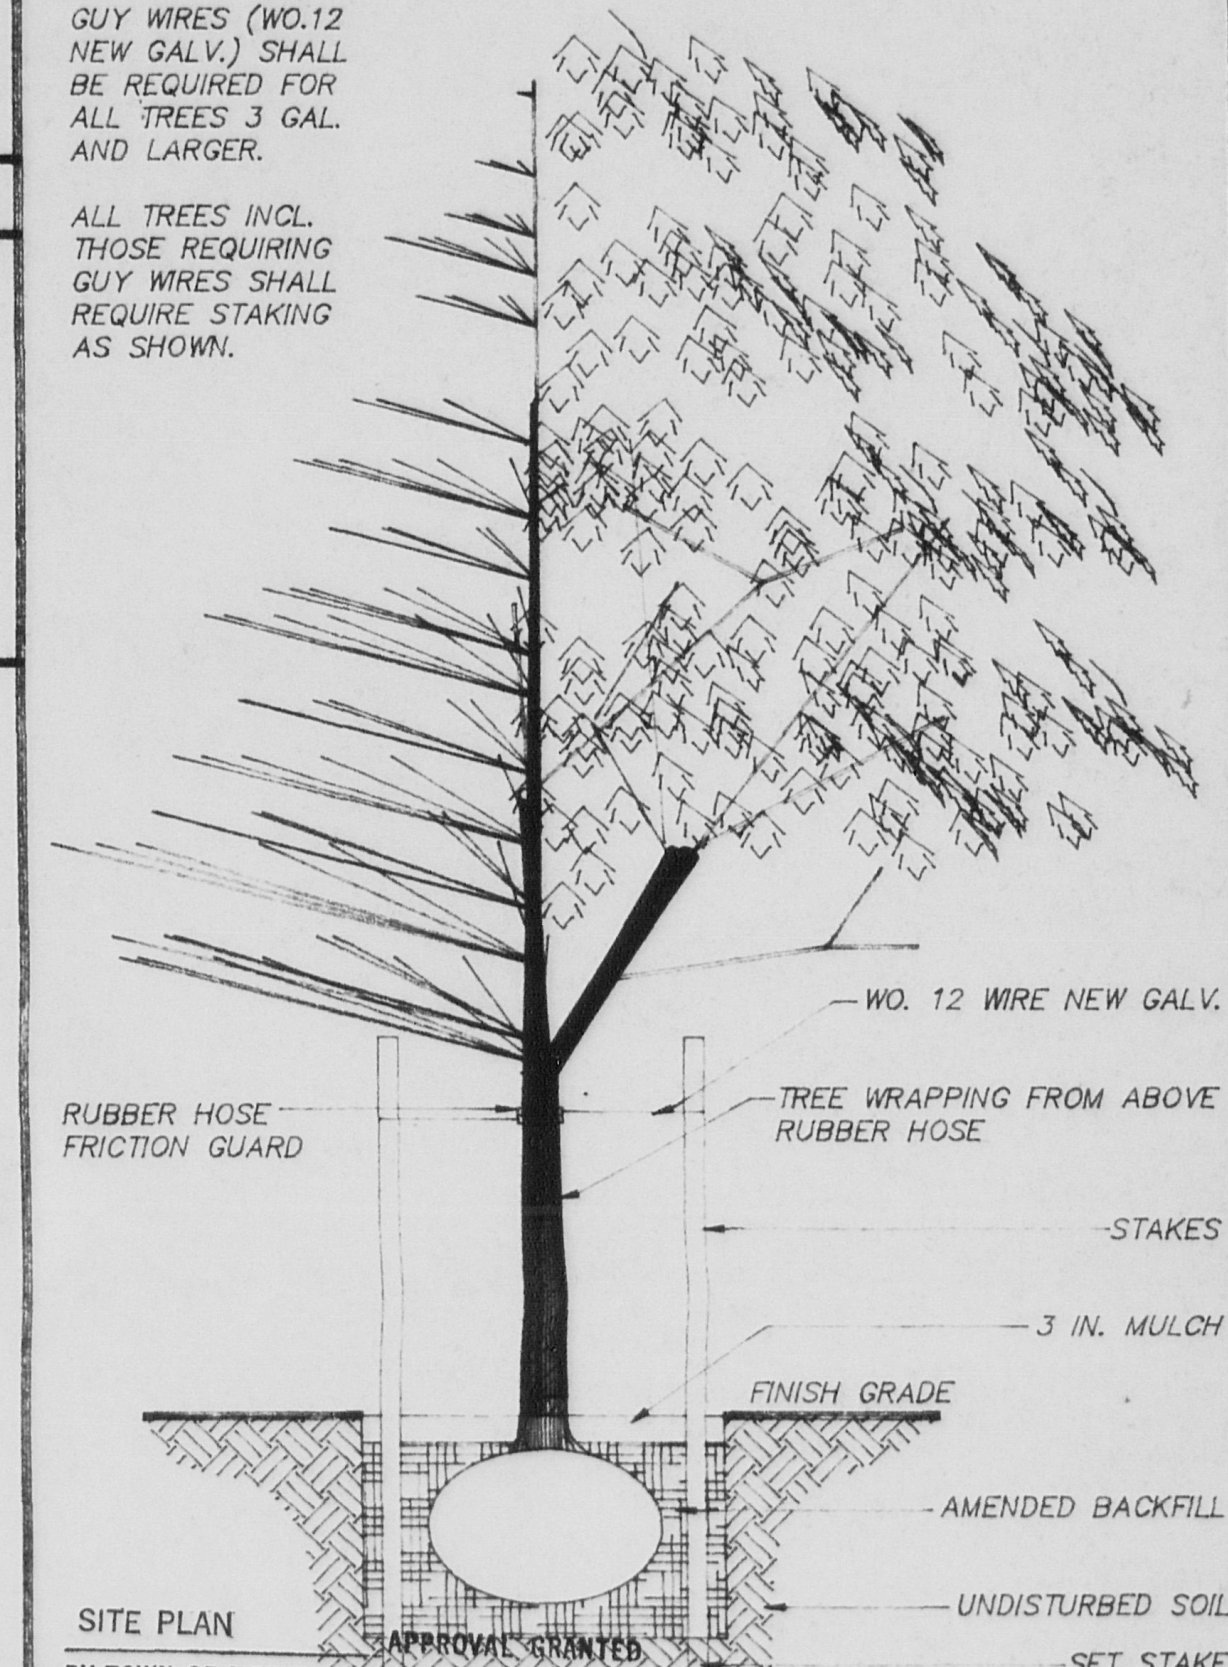 GUY WIRES (WO.12
NEW GALV.) SHALL
BE REQUIRED FOR
ALL TREES 3 GAL.
AND LARGER.
ALL TREES INCL.
THOSE REQUIRING
GUY WIRES SHALL
REQUIRE STAKING
AS SHOWN.
WO. 12 WIRE NEW GALV.
RUBBER HOSE
FRICTION GUARD
TREE WRAPPING FROM ABOVE
RUBBER HOSE
STAKES
3 IN. MULCH
FINISH GRADE
AMENDED BACKFILL
UNDISTURBED SOIL
SITE PLAN
APPROVAL GRANTED
SET STAKE